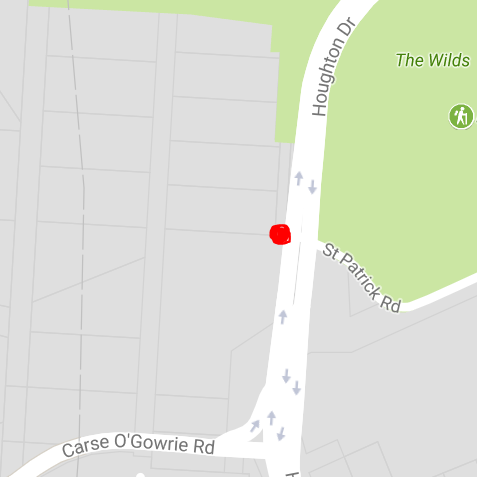 Houghton Dr
The Wilds
St Patrick Rd
Carse O'Gowrie Rd
H